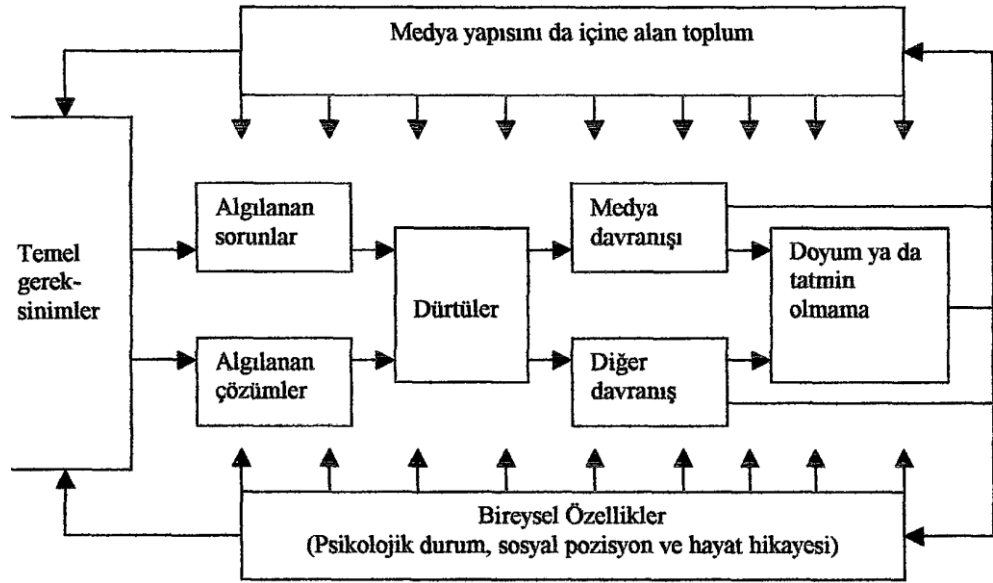 Medya yapısını da içine alan toplum
Temel
gerek-
sinimler
Algılanan
sorunlar
Algılanan
çözümler
Dürtüler
Medya
davranışı
Diğer
davranış
Doyum ya da
tatmin
olmama
Bireysel Özellikler
(Psikolojik durum, sosyal pozisyon ve hayat hikayesi)